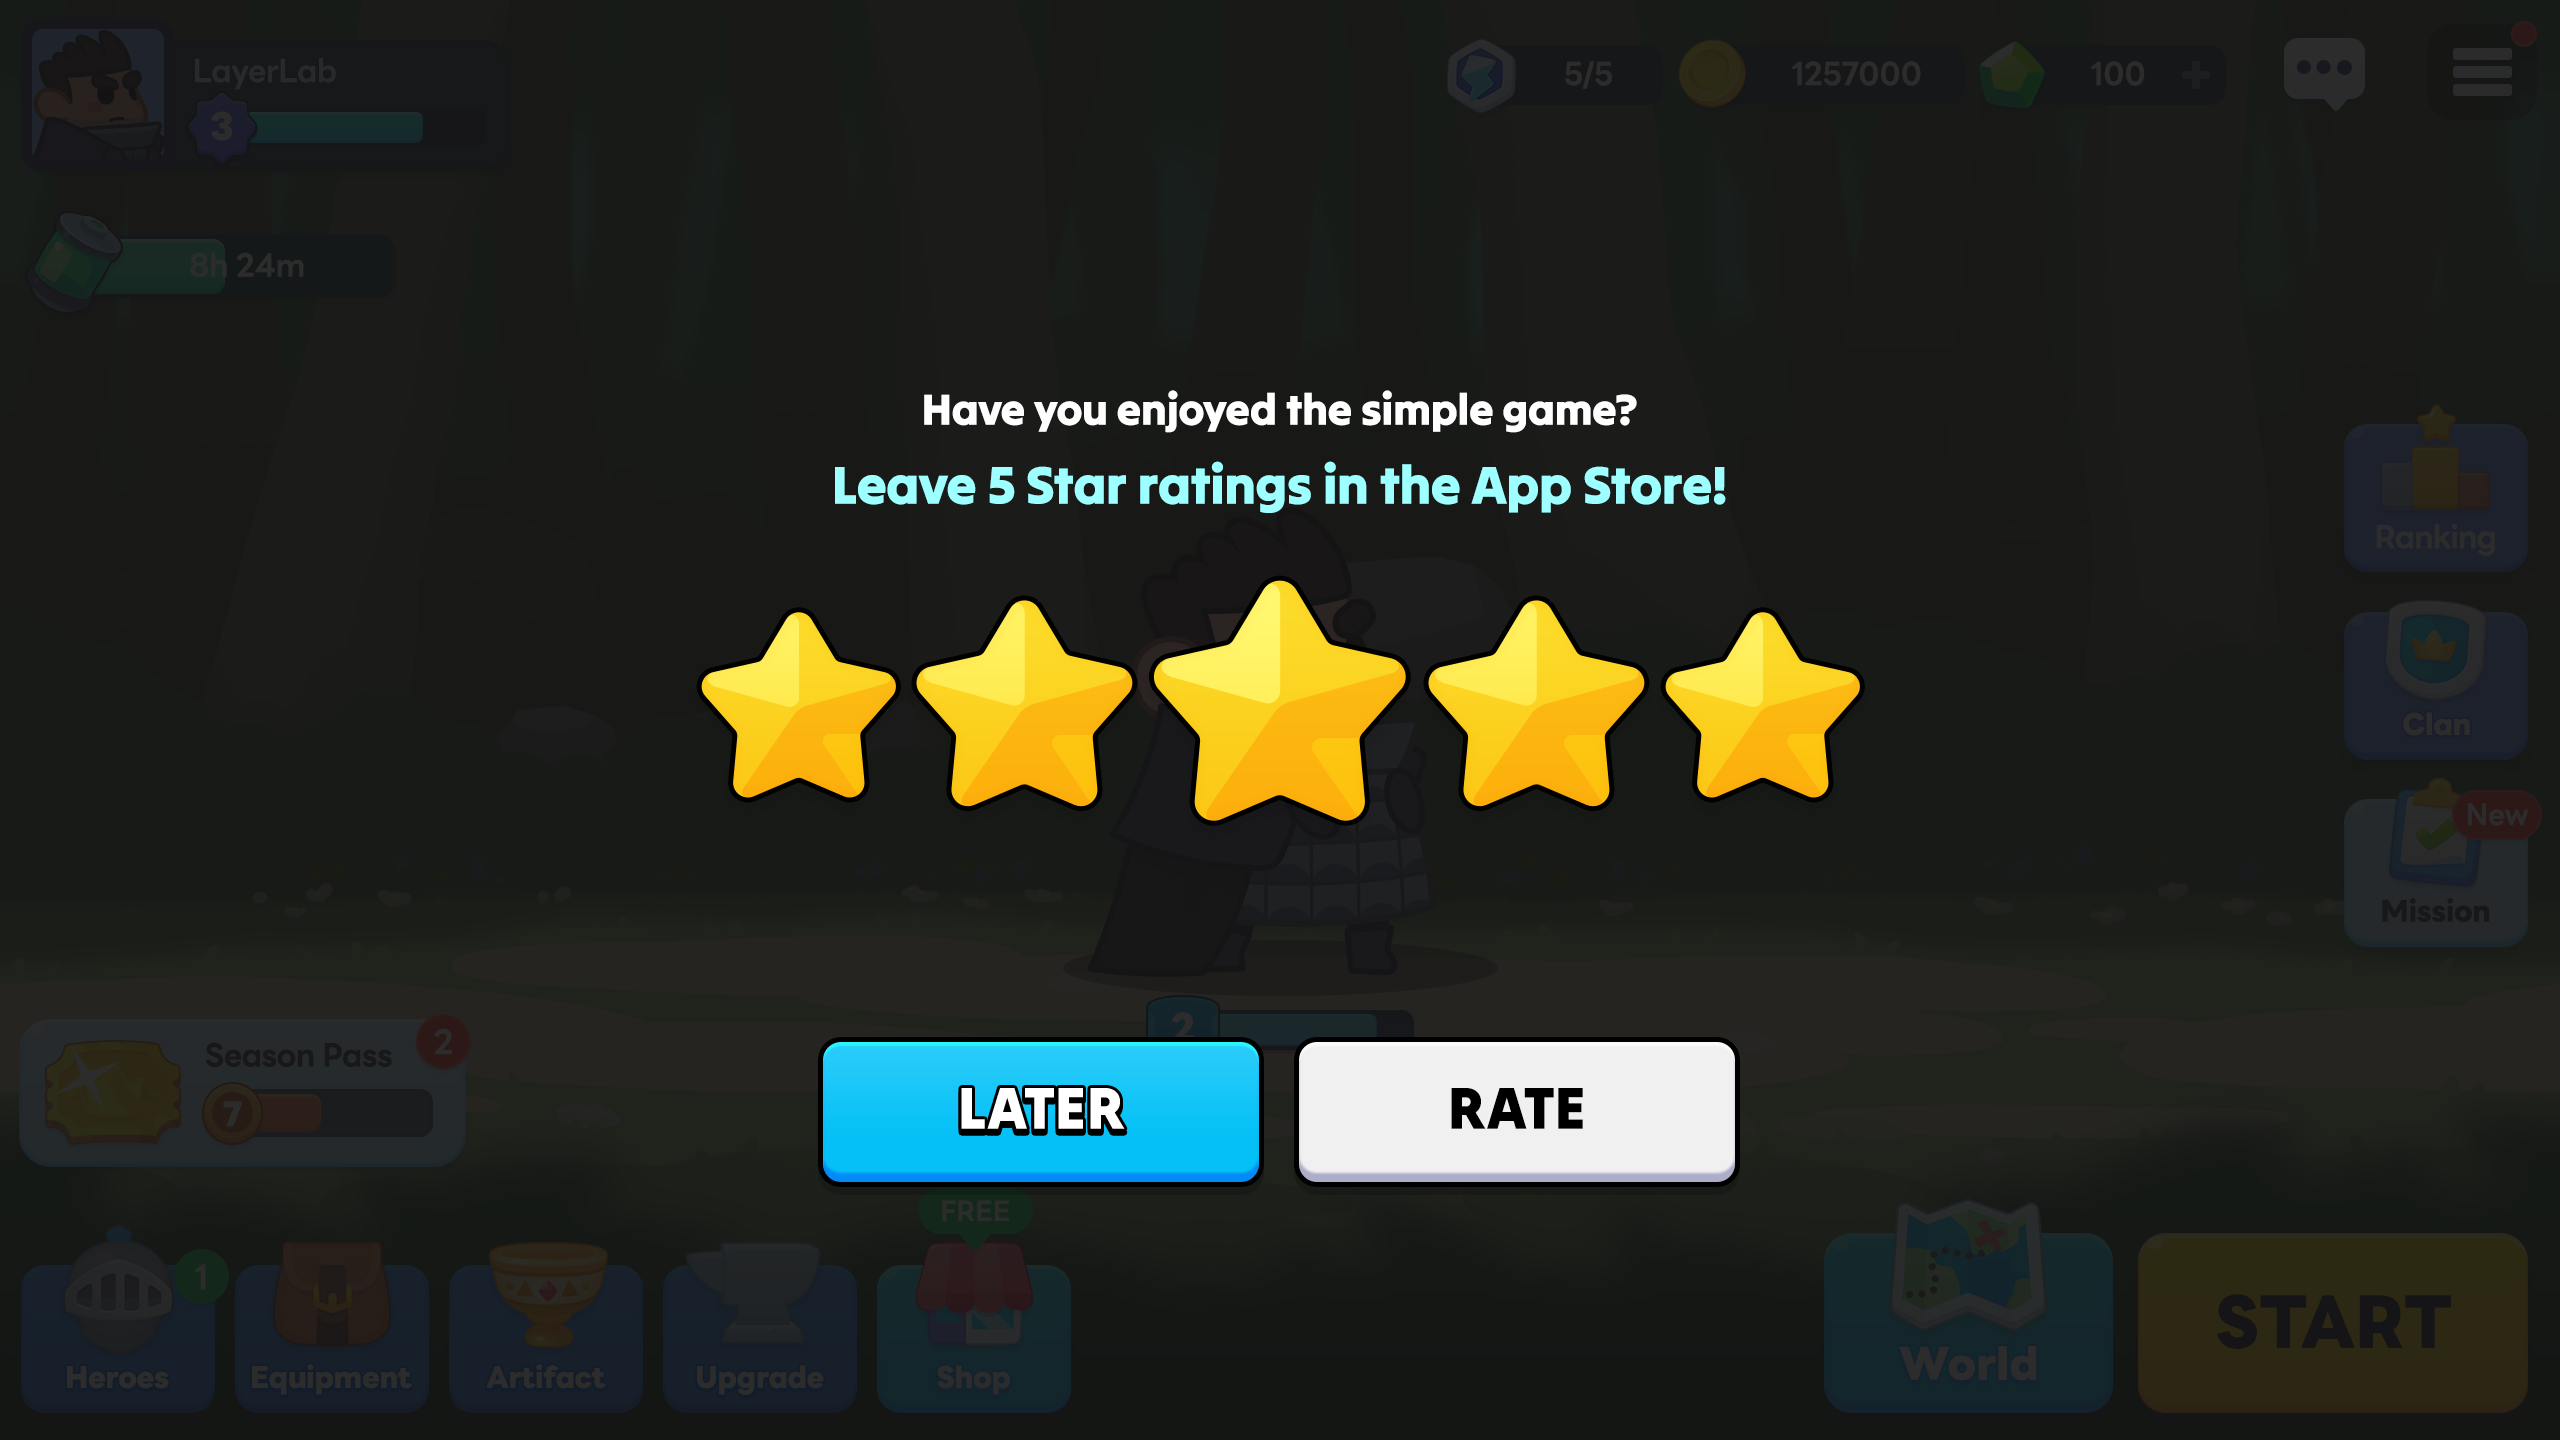 LayerLab
3
5/5
1257000
100
8h 24m
Have you enjoyed the simple game?
Leave 5 Star ratings in the App Store!
Ranking
Clan
New
Mission
2
Season Pass
2
7
LATER
RATE
FREE
1
Heroes
Equipment
Artifact
Upgrade
Shop
World
START